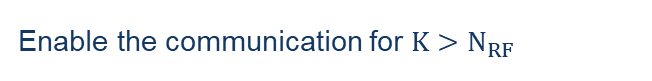 Enable the communication for K > N_RF